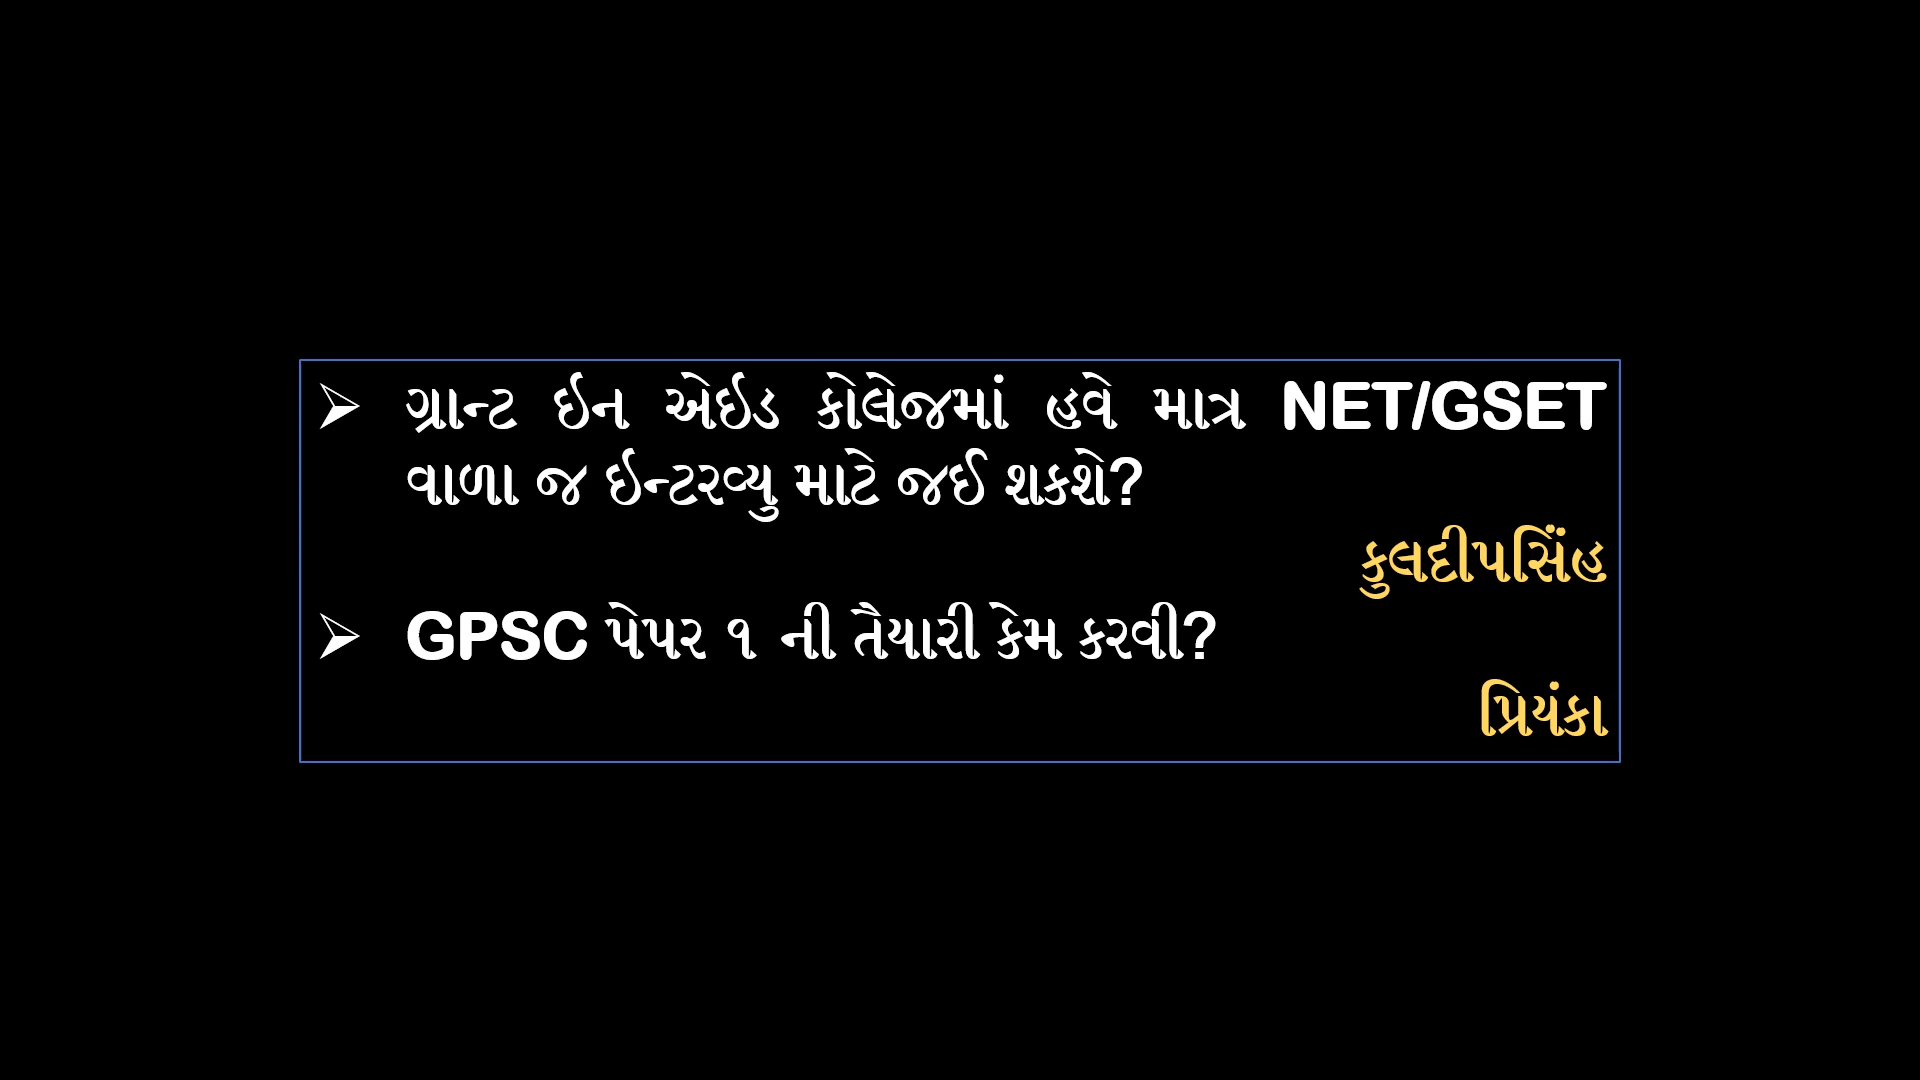 ➢ ગ્રાન્ટ ઈન એઈડ કોલેજમાં હવે માત્ર NET/GSET
વાળા જ ઈન્ટરવ્યુ માટે જઈ શકશે?
કુલદીપસિંહ
➢ GPSC પેપર ૧ ની તૈયારી કેમ કરવી?
પ્રિયંકા